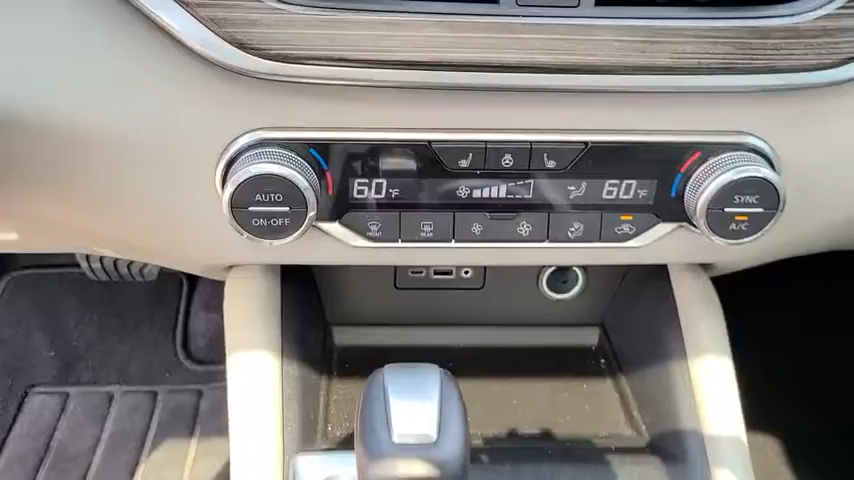 AUTO
ON·OFF
60°F
60°F
FRONT
REAR
SYNC
A/C